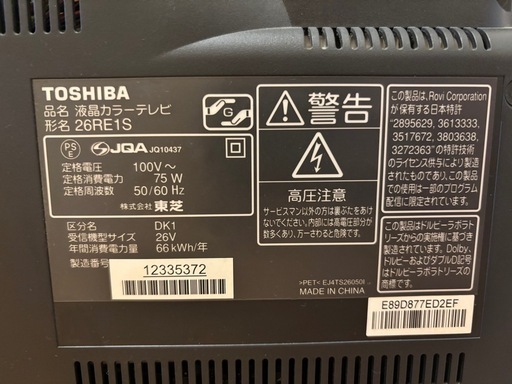 TOSHIBA
品名 液晶カラーテレビ
形名 26RE1S
G
PS
E
JQA JQ10437
定格電圧 100V～
定格消費電力 75 W
定格周波数 50/60 Hz
株式会社 東芝
区分名 DK1
受信機型サイズ 26V
年間消費電力量 66 kWh/年
製造番号
12335372
警告
高圧注意
サービスマン以外の方は裏ぶたをあけ
ないでください。内部には高電圧部分が
数多くあり、万一さわると危険です。
>PET< EJ4TS26050I
MADE IN CHINA
この製品は、Rovi Corporation
が保有する日本特許
"2895629, 3613333,
3517672, 3803638,
3272363"の特許技術
のライセンス供与により製造
されたものであり、この製品
での使用は一部のプログラム
配信に限定されています。
この製品はドルビーラボラト
リーズからの実施権に基づき
製造されています。Dolby、
ドルビーおよびダブルD記号
はドルビーラボラトリーズの
商標です。
E89D877ED2EF